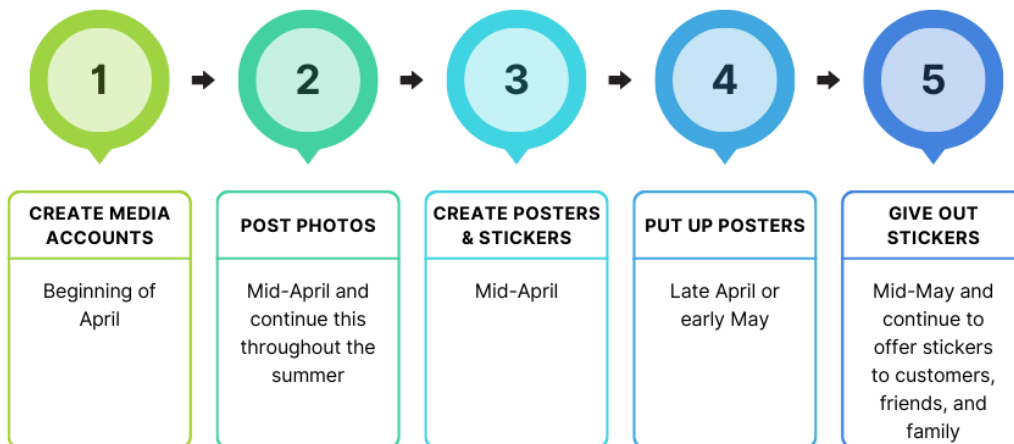 1
2
3
4
5
CREATE MEDIA
ACCOUNTS
Beginning of
April
POST PHOTOS
Mid-April and
continue this
throughout the
summer
CREATE POSTERS
& STICKERS
Mid-April
PUT UP POSTERS
Late April or
early May
GIVE OUT
STICKERS
Mid-May and
continue to
offer stickers
to customers,
friends, and
family